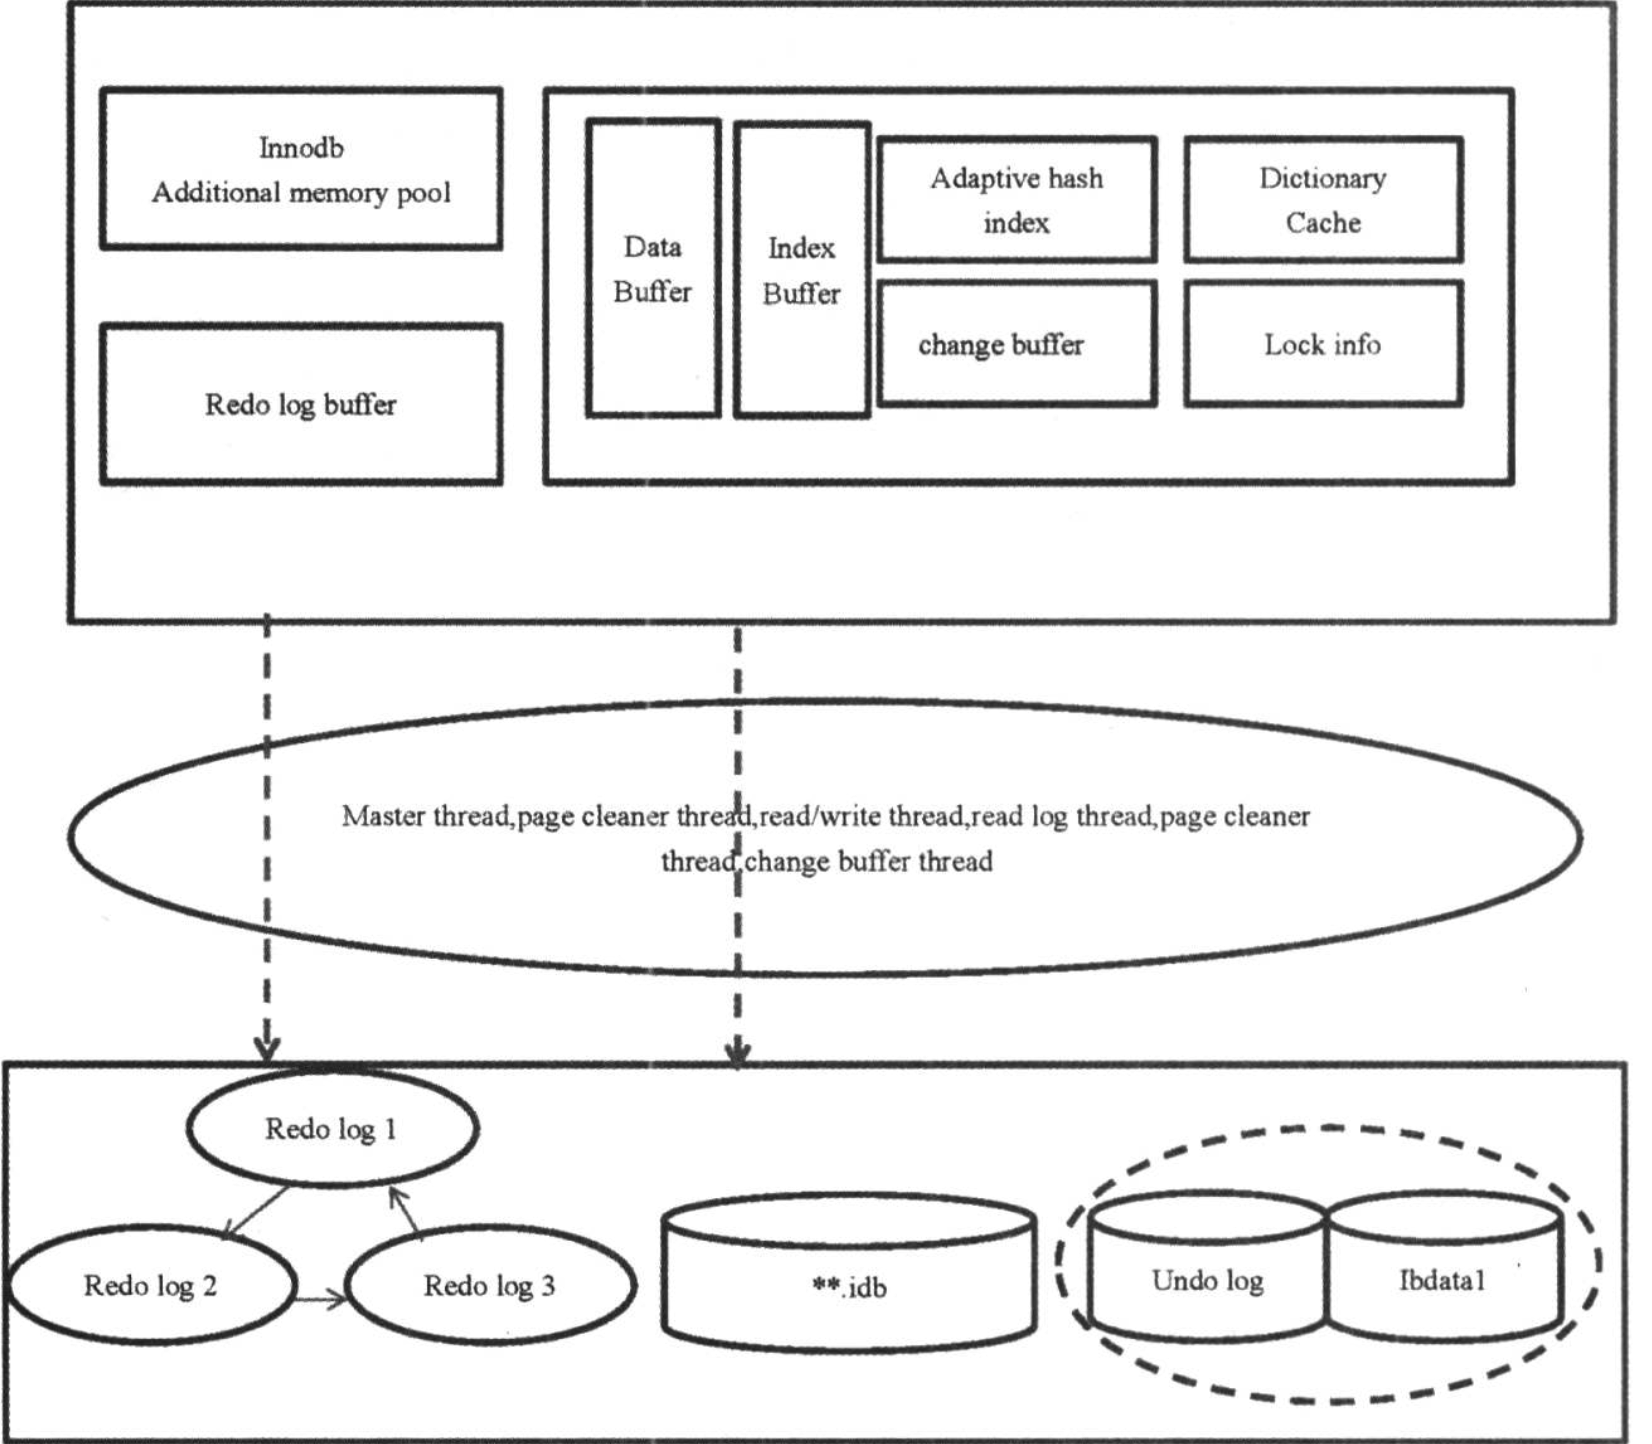 Innodb
Additional memory pool
Redo log buffer
Data
Buffer
Index
Buffer
Adaptive hash
index
Dictionary
Cache
change buffer
Lock info
Master thread,page cleaner thread,read/write thread,read log thread,page cleaner
thread,change buffer thread
Redo log 1
Redo log 2
Redo log 3
**.idb
Undo log
Ibdata1